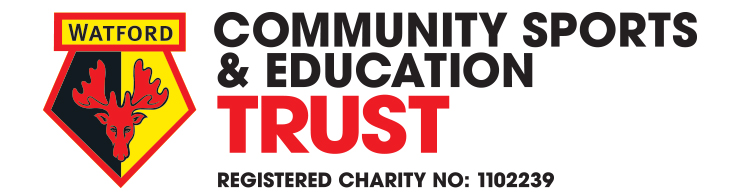 WATFORD
COMMUNITY SPORTS
& EDUCATION
TRUST
REGISTERED CHARITY NO: 1102239